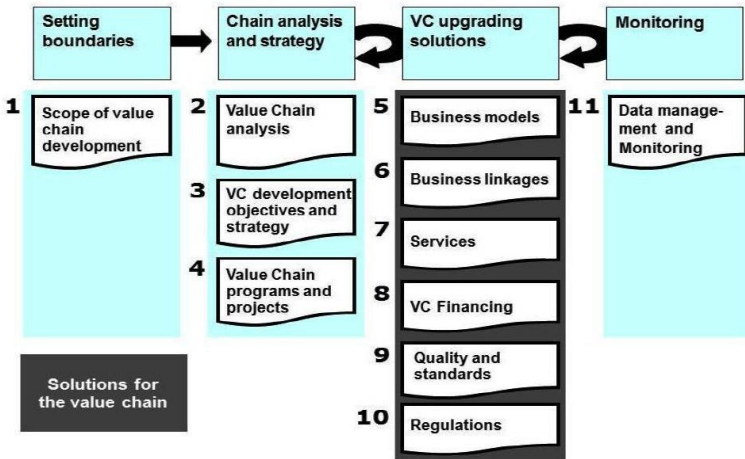 Setting
boundaries
Chain analysis
and strategy
VC upgrading
solutions
Monitoring
1
Scope of value
chain
development
2
Value Chain
analysis
3
VC development
objectives and
strategy
4
Value Chain
programs and
projects
5
Business models
6
Business linkages
7
Services
8
VC Financing
9
Quality and
standards
10
Regulations
11
Data manage-
ment and
Monitoring
Solutions for
the value chain